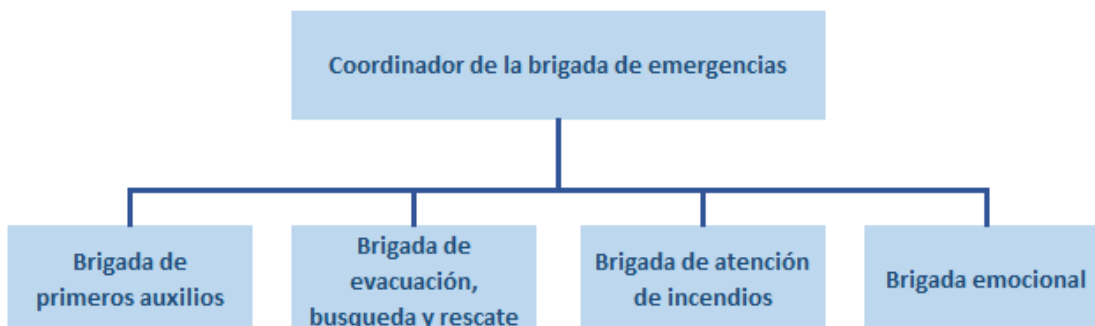 Coordinador de la brigada de emergencias
Brigada de
primeros auxilios
Brigada de
evacuación,
busqueda y rescate
Brigada de atención
de incendios
Brigada emocional